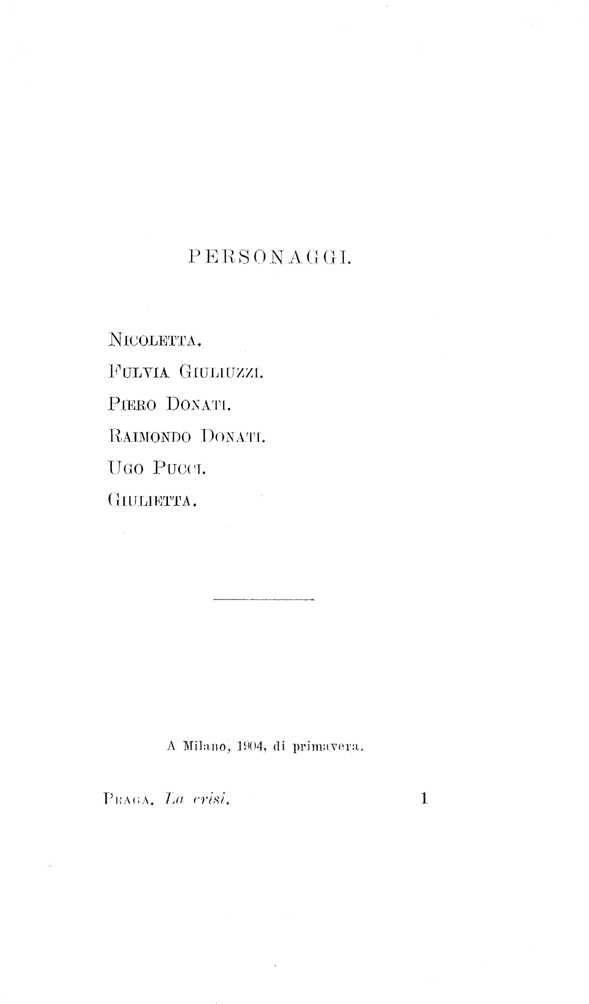 PERSONAGGI.
NICOLETTA.
FULVIA GIULIUZZI.
PIERO DONATI.
RAIMONDO DONATI.
UGO PUCCI.
GIULIETTA.
A Milano, 1904, di primavera.
PRAGA. La crisi. 1